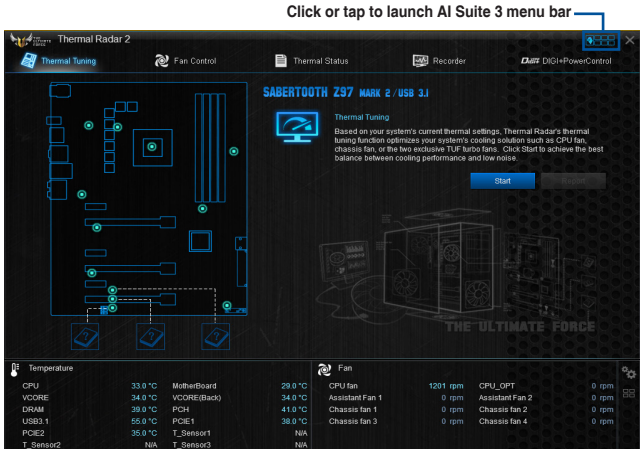 Click or tap to launch AI Suite 3 menu bar
THE ULTIMATE FORCE Thermal Radar 2
Thermal Tuning Fan Control Thermal Status Recorder DIGI+ DIGI+PowerControl
SABERTOOTH Z97 MARK 2/USB 3.1
Thermal Tuning
Based on your system's current thermal settings, Thermal Radar's thermal
tuning function optimizes your system's cooling solution such as CPU fan,
chassis fan, or the two exclusive TUF turbo fans. Click Start to achieve the best
balance between cooling performance and low noise.
Start Report
THE ULTIMATE FORCE
? ? ?
Temperature Fan
CPU 33.0 °C MotherBoard 29.0 °C CPU fan 1201 rpm CPU_OPT 0 rpm
VCORE 34.0 °C VCORE(Back) 34.0 °C Assistant Fan 1 0 rpm Assistant Fan 2 0 rpm
DRAM 39.0 °C PCH 41.0 °C Chassis fan 1 0 rpm Chassis fan 2 0 rpm
USB3.1 55.0 °C PCIE1 38.0 °C Chassis fan 3 0 rpm Chassis fan 4 0 rpm
PCIE2 35.0 °C T_Sensor1 N/A
T_Sensor2 N/A T_Sensor3 N/A